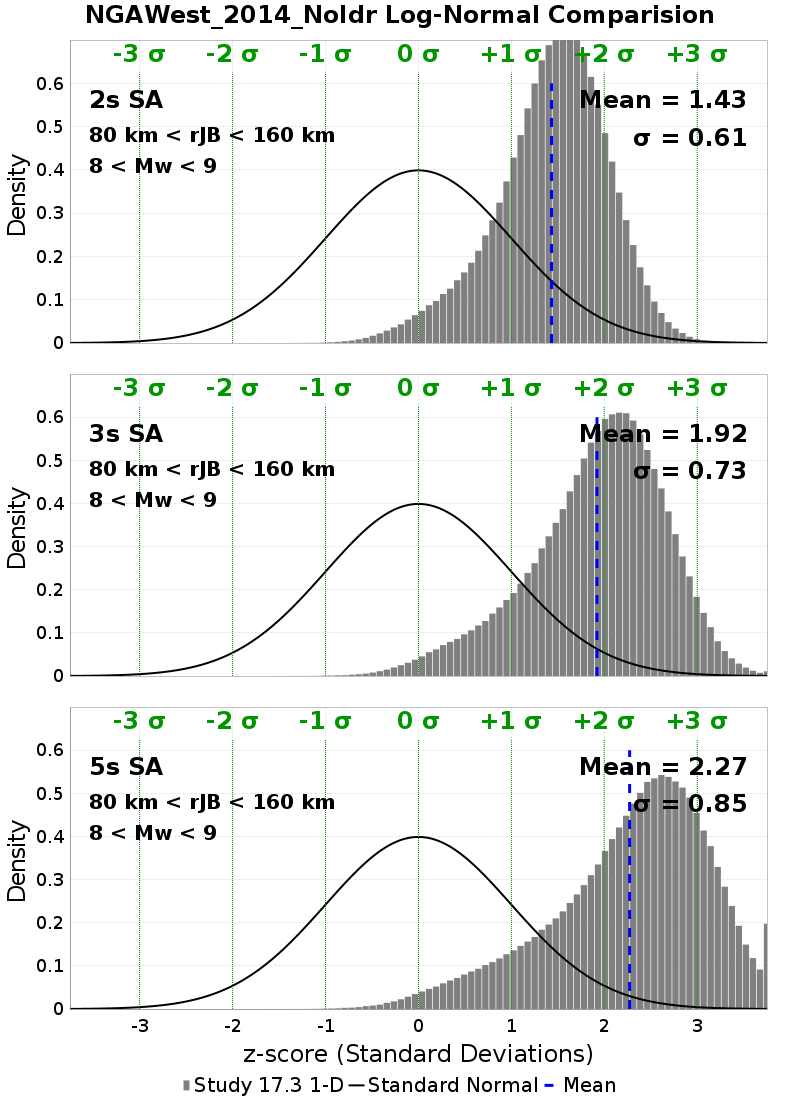 NGAWest_2014_NoIdr Log-Normal Comparision
-3 σ -2 σ -1 σ 0 σ +1 σ +2 σ +3 σ
0.6
0.5
0.4
0.3
0.2
0.1
0
Density
2s SA
80 km < rJB < 160 km
8 < Mw < 9
Mean = 1.43
σ = 0.61
-3 σ -2 σ -1 σ 0 σ +1 σ +2 σ +3 σ
0.6
0.5
0.4
0.3
0.2
0.1
0
Density
3s SA
80 km < rJB < 160 km
8 < Mw < 9
Mean = 1.92
σ = 0.73
-3 σ -2 σ -1 σ 0 σ +1 σ +2 σ +3 σ
0.6
0.5
0.4
0.3
0.2
0.1
0
Density
5s SA
80 km < rJB < 160 km
8 < Mw < 9
Mean = 2.27
σ = 0.85
-3 -2 -1 0 1 2 3
z-score (Standard Deviations)
Study 17.3 1-D Standard Normal Mean